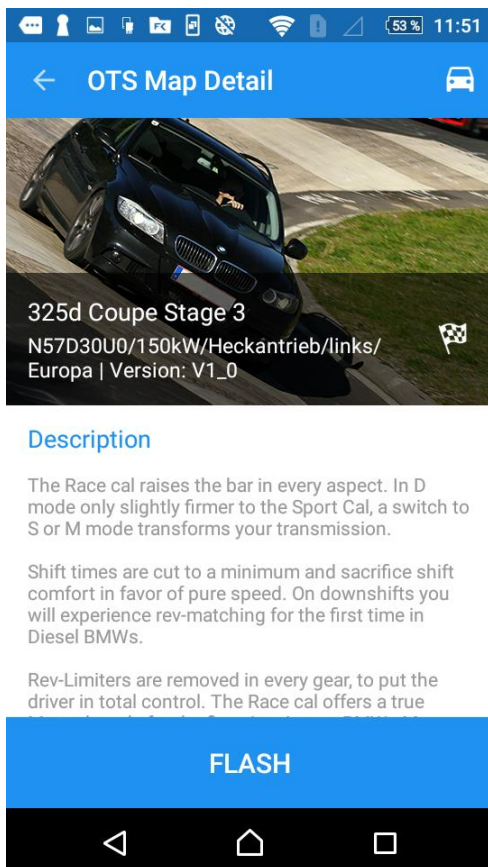 53 % 11:51
OTS Map Detail
325d Coupe Stage 3
N57D30U0/150kW/Heckantrieb/links/
Europa | Version: V1_0
Description
The Race cal raises the bar in every aspect. In D
mode only slightly firmer to the Sport Cal, a switch to
S or M mode transforms your transmission.
Shift times are cut to a minimum and sacrifice shift
comfort in favor of pure speed. On downshifts you
will experience rev-matching for the first time in
Diesel BMWs.
Rev-Limiters are removed in every gear, to put the
driver in total control. The Race cal offers a true
FLASH